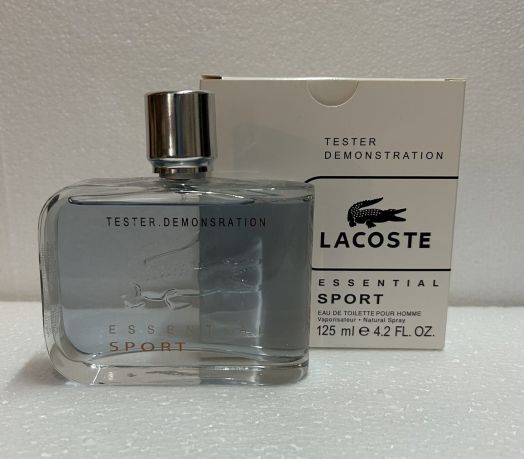 TESTER.DEMONSRATION
ESSENTIAL
SPORT
TESTER
DEMONSTRATION
LACOSTE
ESSENTIAL
SPORT
EAU DE TOILETTE POUR HOMME
Vaporisateur • Natural Spray
125 ml e 4.2 FL. OZ.